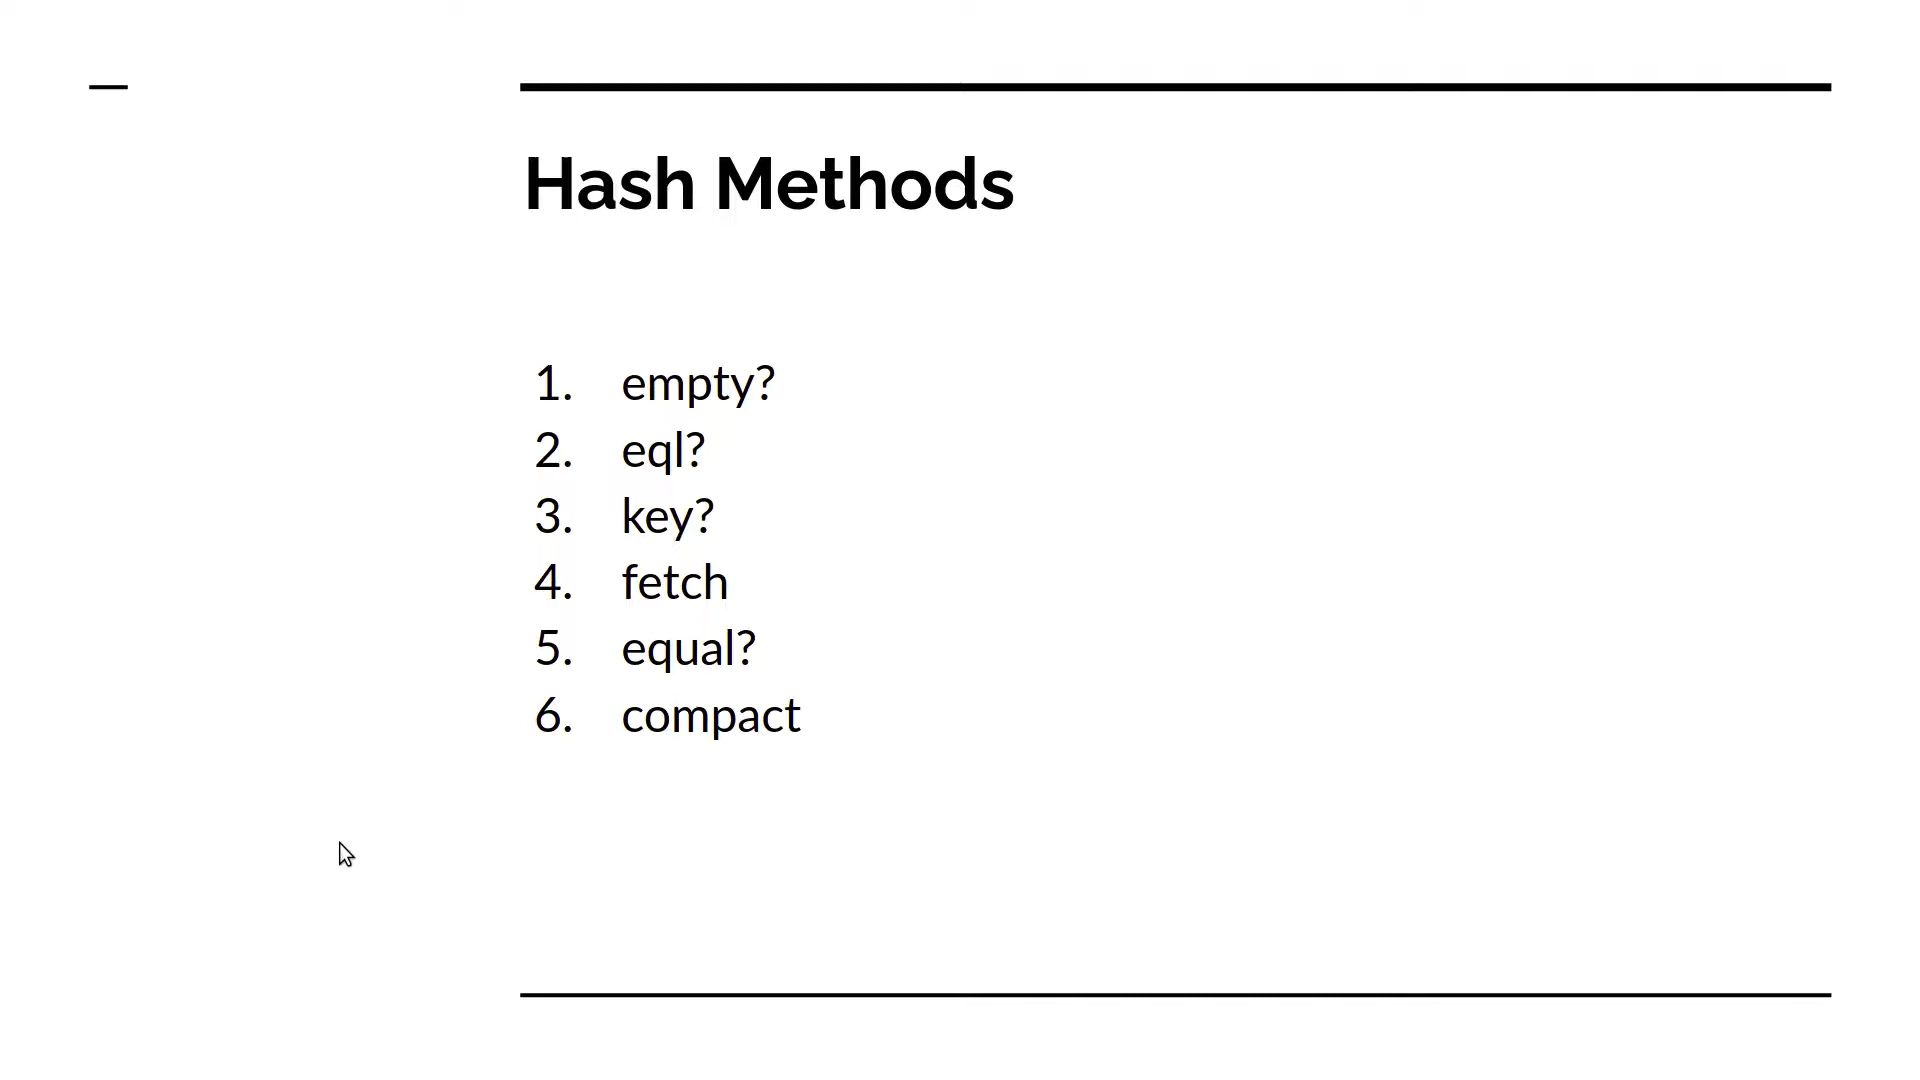 Hash Methods
1. empty?
2. eql?
3. key?
4. fetch
5. equal?
6. compact